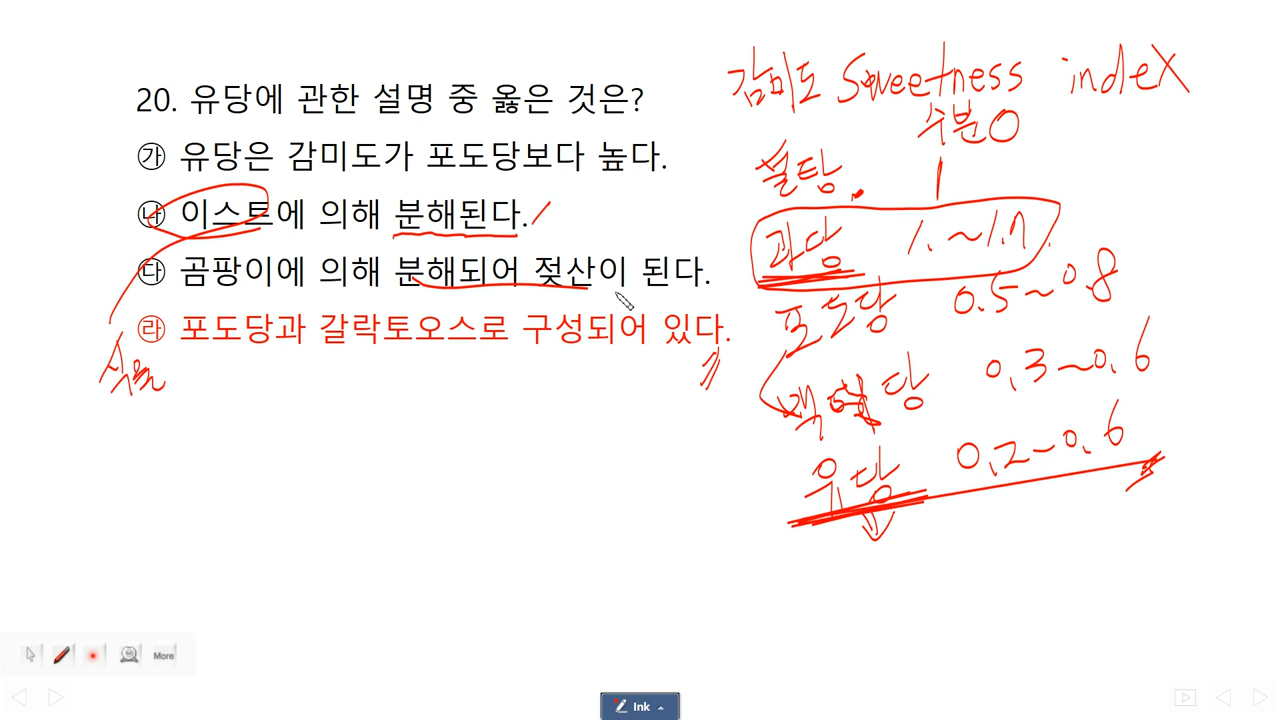 20. 유당에 관한 설명 중 옳은 것은?
㉮ 유당은 감미도가 포도당보다 높다.
㉯ 이스트에 의해 분해된다.
㉰ 곰팡이에 의해 분해되어 젖산이 된다.
㉱ 포도당과 갈락토오스로 구성되어 있다.
식물
감미도 Sweetness index
수분 0
설탕 1
과당 1.~1.7
포도당 0.5~0.8
맥아당 0.3~0.6
유당 0.2~0.6
More
Ink